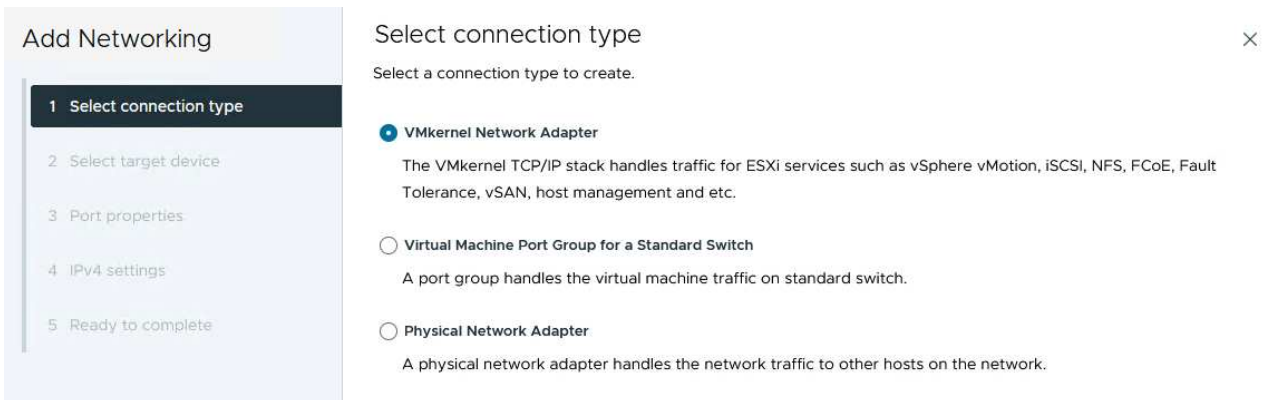 Add Networking
1 Select connection type
2 Select target device
3 Port properties
4 IPv4 settings
5 Ready to complete
Select connection type
Select a connection type to create.
VMkernel Network Adapter
The VMkernel TCP/IP stack handles traffic for ESXi services such as vSphere vMotion, iSCSI, NFS, FCoE, Fault
Tolerance, vSAN, host management and etc.
Virtual Machine Port Group for a Standard Switch
A port group handles the virtual machine traffic on standard switch.
Physical Network Adapter
A physical network adapter handles the network traffic to other hosts on the network.